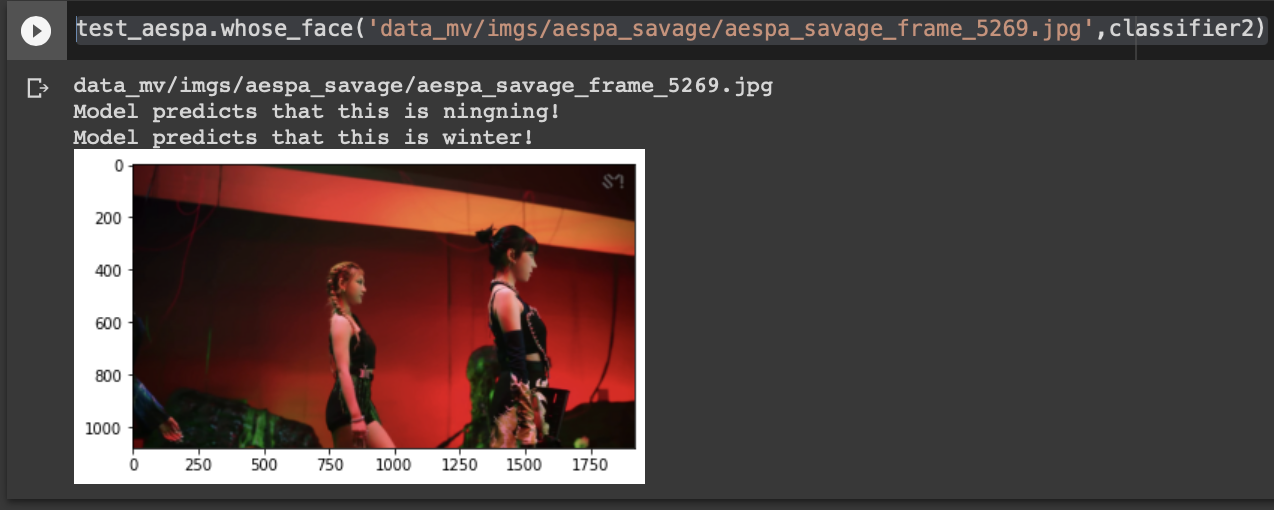 test_aespa.whose_face('data_mv/imgs/aespa_savage/aespa_savage_frame_5269.jpg',classifier2)
data_mv/imgs/aespa_savage/aespa_savage_frame_5269.jpg
Model predicts that this is ningning!
Model predicts that this is winter!
SM
0
200
400
600
800
1000
0 250 500 750 1000 1250 1500 1750